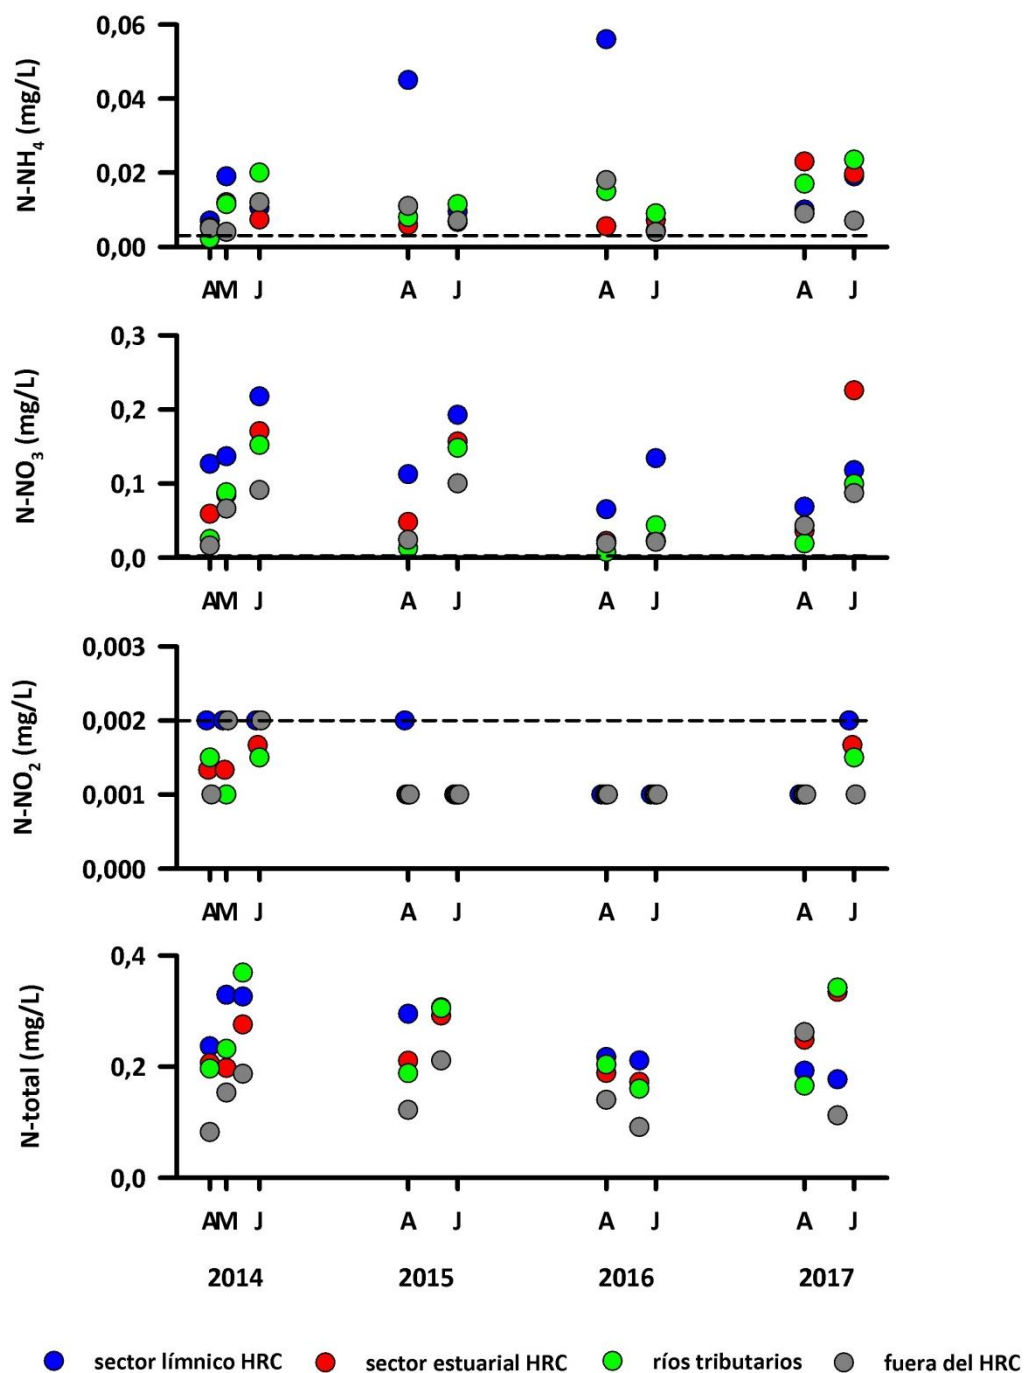 N-NH4 (mg/L)
0,06
0,04
0,02
0,00
AM J A J A J A J
N-NO3 (mg/L)
0,3
0,2
0,1
0,0
AM J A J A J A J
N-NO2 (mg/L)
0,003
0,002
0,001
0,000
AM J A J A J A J
N-total (mg/L)
0,4
0,2
0,0
AM J A J A J A J
2014 2015 2016 2017
sector límnico HRC sector estuarial HRC ríos tributarios fuera del HRC